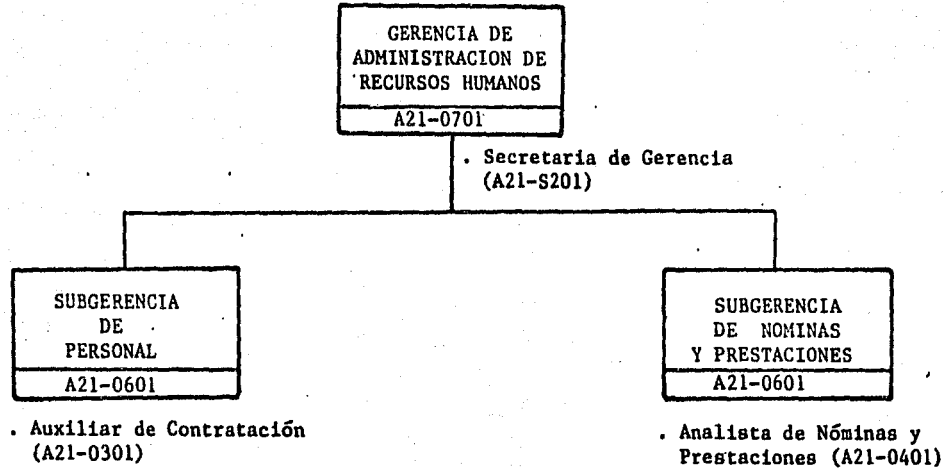 GERENCIA DE
ADMINISTRACION DE
RECURSOS HUMANOS
A21-0701
. Secretaria de Gerencia
(A21-S201)
SUBGERENCIA
DE
PERSONAL
A21-0601
. Auxiliar de Contratación
(A21-0301)
SUBGERENCIA
DE NOMINAS
Y PRESTACIONES
A21-0601
. Analista de Nóminas y
Prestaciones (A21-0401)